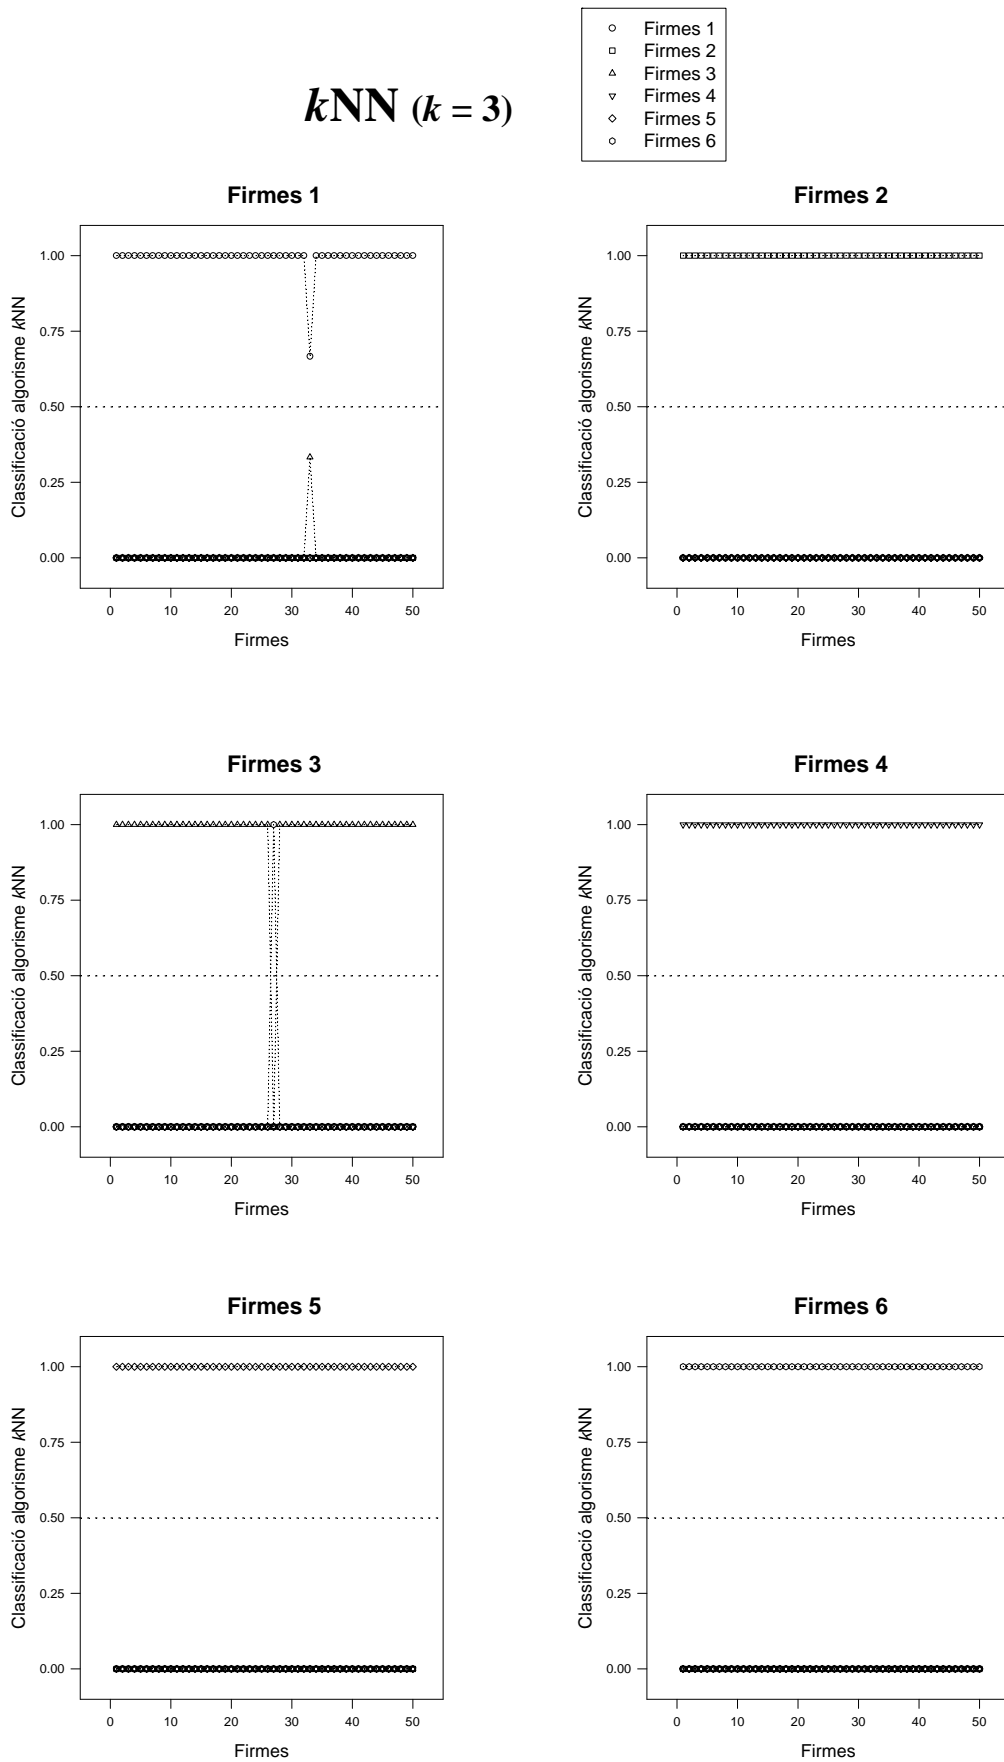 Firmes 1
Firmes 2
Firmes 3
Firmes 4
Firmes 5
Firmes 6
kNN (k = 3)
Firmes 1
Classificació algorisme kNN
1.00
0.75
0.50
0.25
0.00
0 10 20 30 40 50
Firmes
Firmes 2
Classificació algorisme kNN
1.00
0.75
0.50
0.25
0.00
0 10 20 30 40 50
Firmes
Firmes 3
Classificació algorisme kNN
1.00
0.75
0.50
0.25
0.00
0 10 20 30 40 50
Firmes
Firmes 4
Classificació algorisme kNN
1.00
0.75
0.50
0.25
0.00
0 10 20 30 40 50
Firmes
Firmes 5
Classificació algorisme kNN
1.00
0.75
0.50
0.25
0.00
0 10 20 30 40 50
Firmes
Firmes 6
Classificació algorisme kNN
1.00
0.75
0.50
0.25
0.00
0 10 20 30 40 50
Firmes